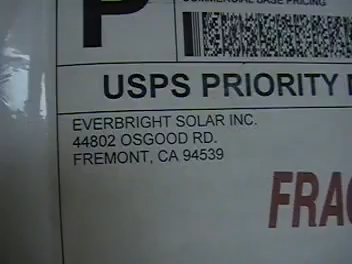 P
COMMERCIAL BASE PRICING
USPS PRIORITY
EVERBRIGHT SOLAR INC.
44802 OSGOOD RD.
FREMONT, CA 94539
FRAG